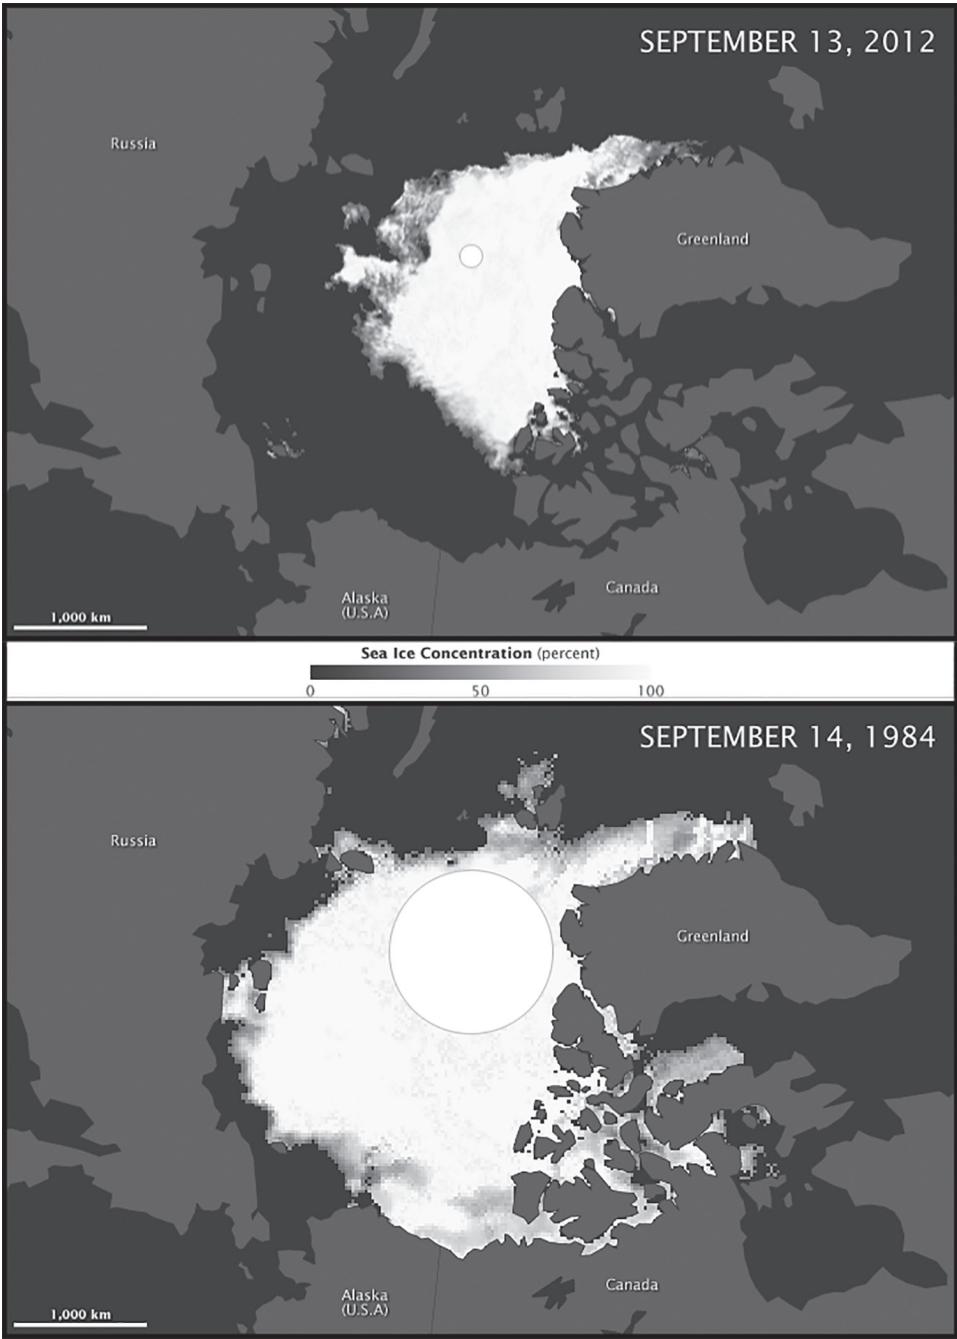 SEPTEMBER 13, 2012
Russia
Greenland
Alaska
(U.S.A)
Canada
1,000 km
Sea Ice Concentration (percent)
0 50 100
SEPTEMBER 14, 1984
Russia
Greenland
Alaska
(U.S.A)
Canada
1,000 km